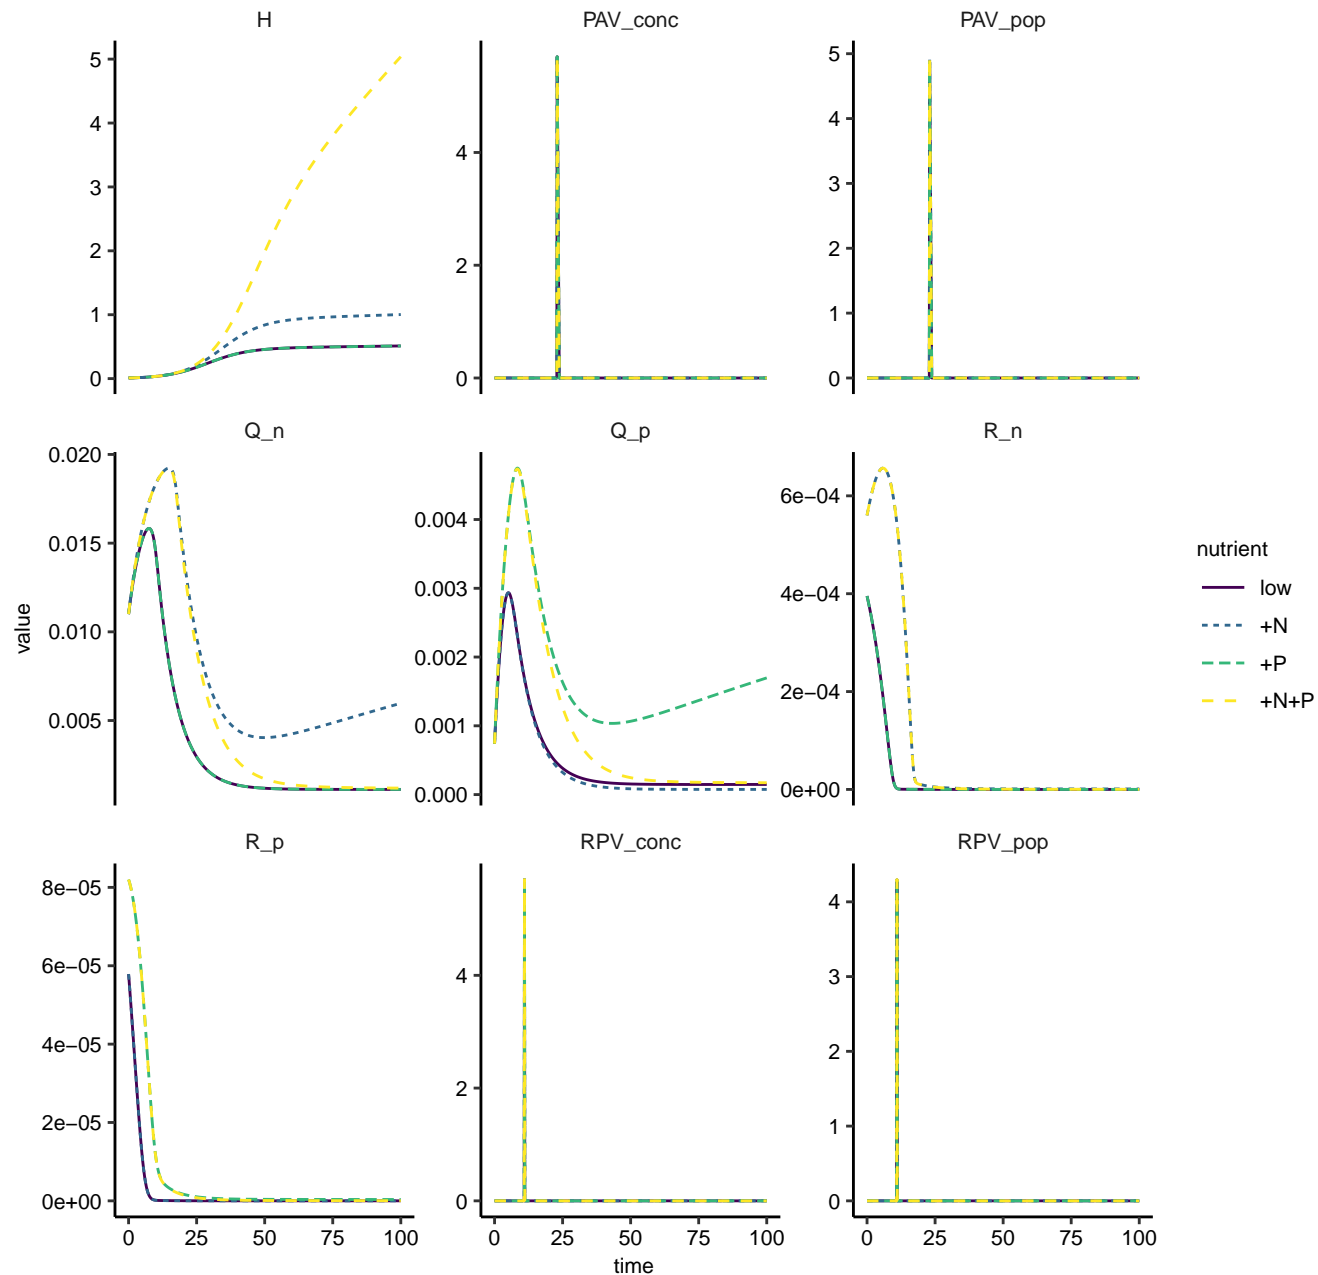 H
PAV_conc
PAV_pop
5
4
3
2
1
0
4
2
0
5
4
3
2
1
0
Q_n
Q_p
R_n
0.020
0.015
0.010
0.005
0.004
0.003
0.002
0.001
0.000
6e−04
4e−04
2e−04
0e+00
R_p
RPV_conc
RPV_pop
8e−05
6e−05
4e−05
2e−05
0e+00
4
2
0
4
3
2
1
0
0 25 50 75 100
0 25 50 75 100
0 25 50 75 100
time
value
nutrient
low
+N
+P
+N+P